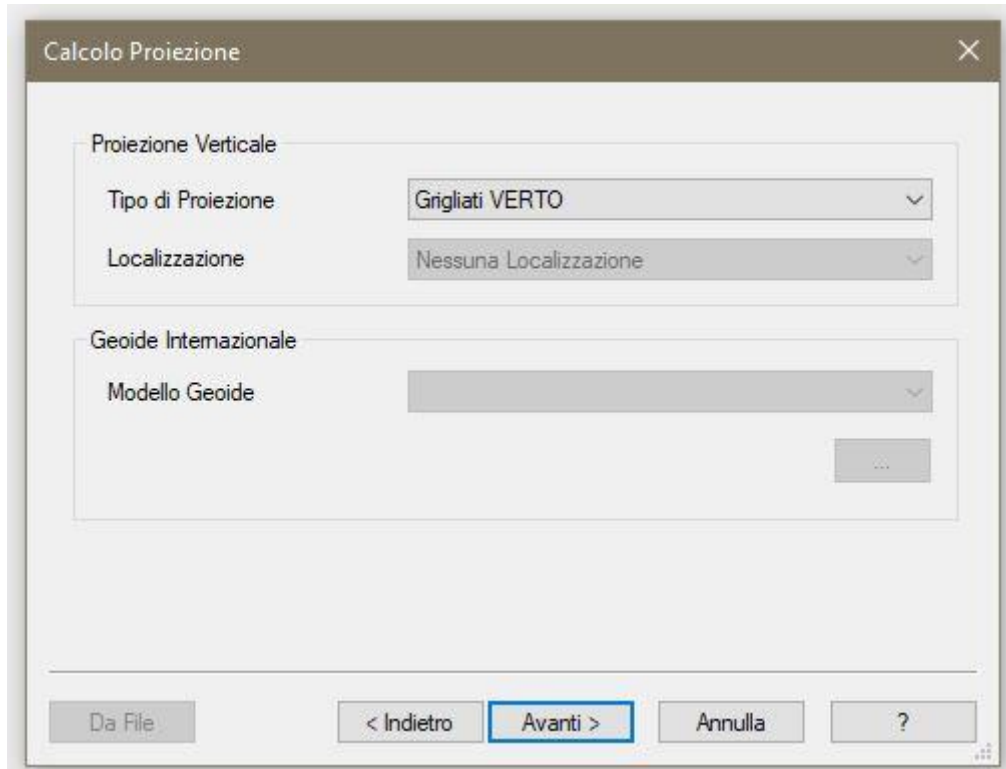 Calcolo Proiezione
Proiezione Verticale
Tipo di Proiezione Grigliati VERTO
Localizzazione Nessuna Localizzazione
Geoide Internazionale
Modello Geoide
...
Da File < Indietro Avanti > Annulla ?